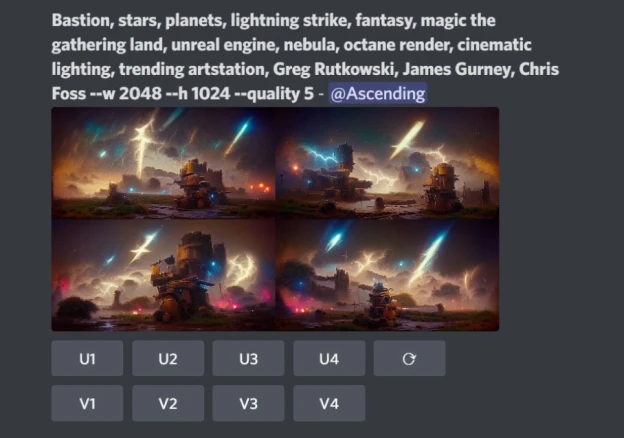 Bastion, stars, planets, lightning strike, fantasy, magic the
gathering land, unreal engine, nebula, octane render, cinematic
lighting, trending artstation, Greg Rutkowski, James Gurney, Chris
Foss --w 2048 --h 1024 --quality 5 - @Ascending
U1 U2 U3 U4
V1 V2 V3 V4